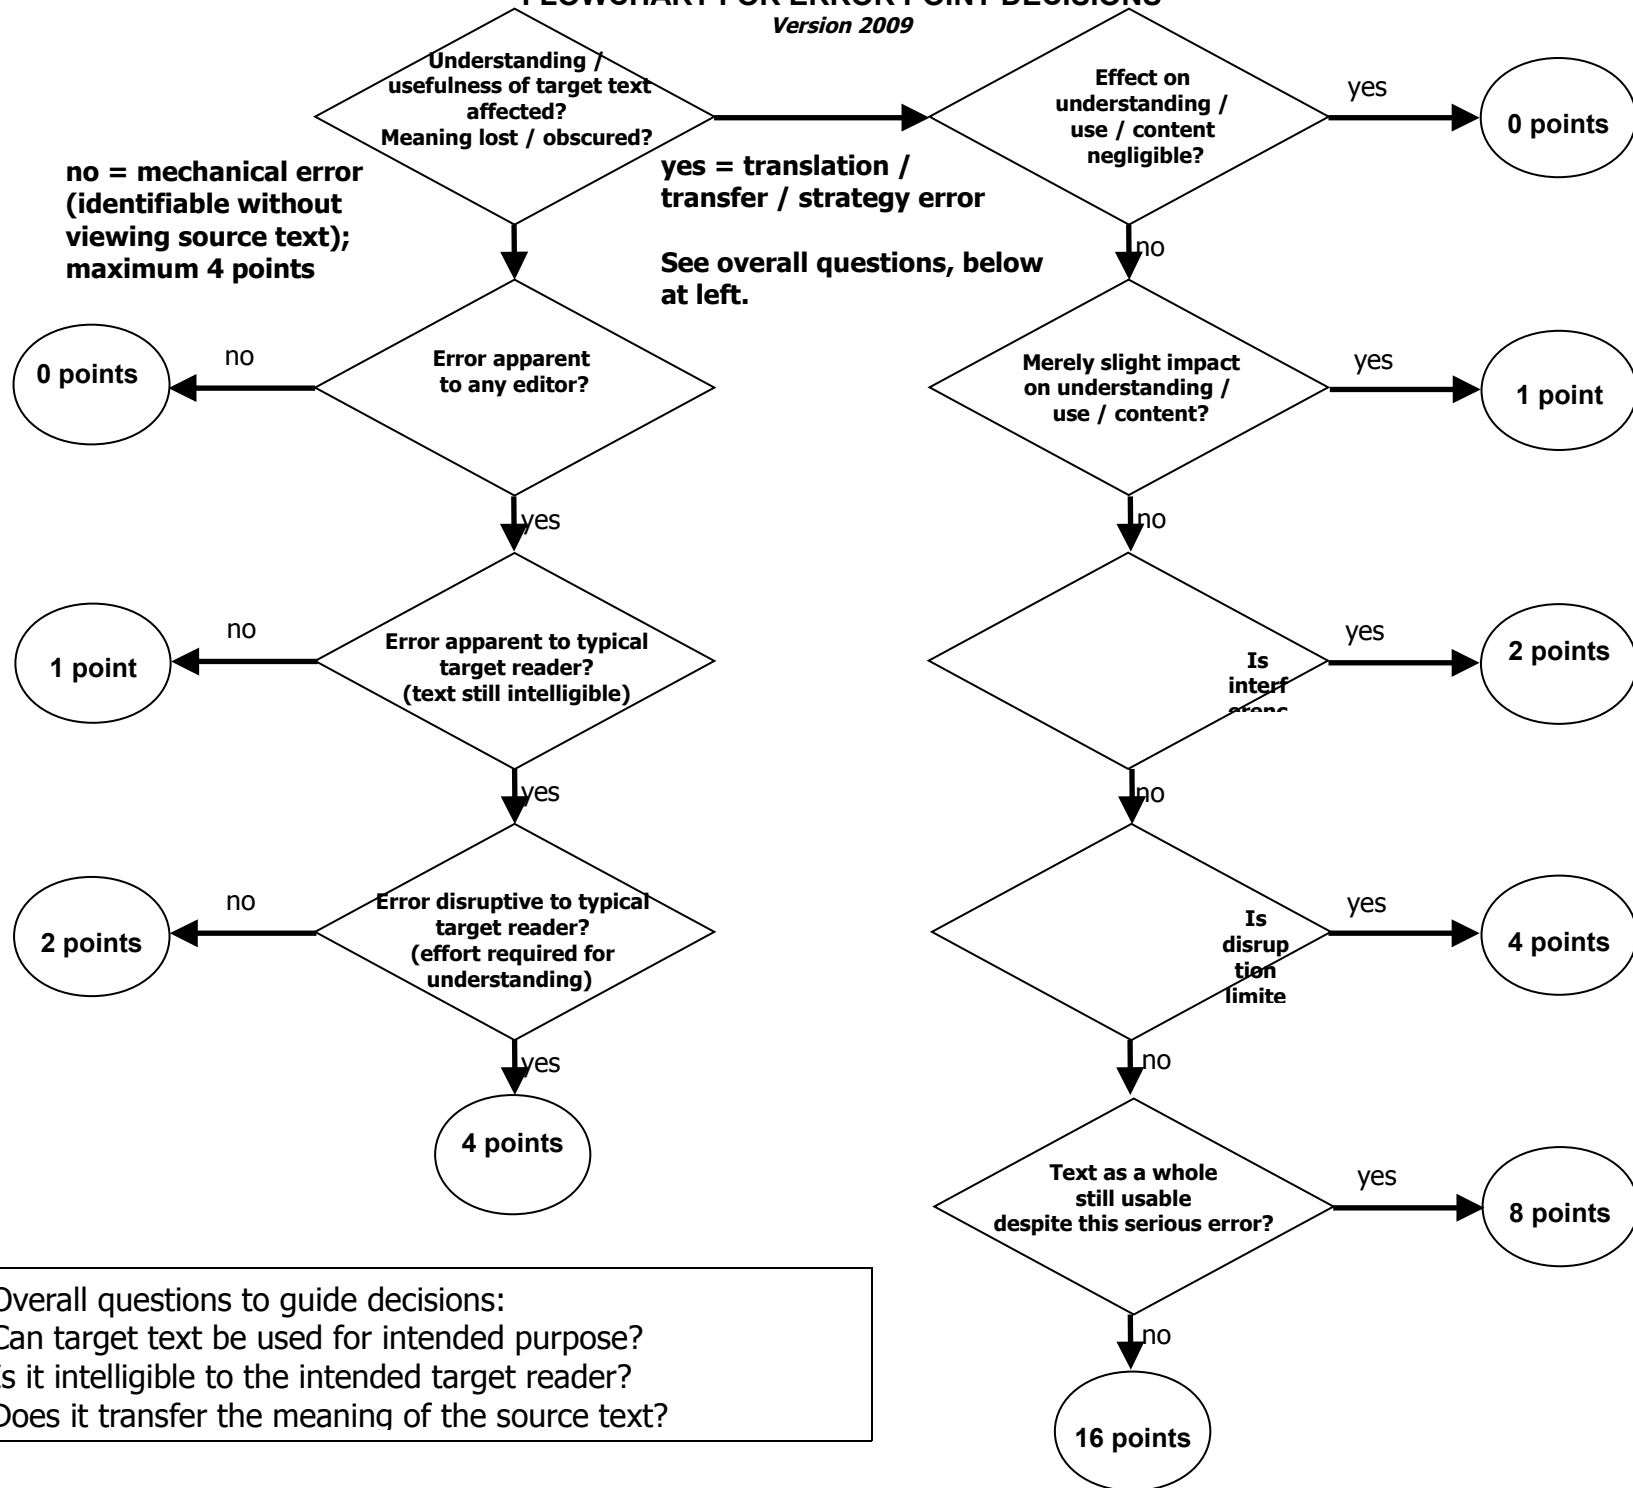 FLOWCHART FOR ERROR POINT DECISIONS
Version 2009
Understanding /
usefulness of target text
affected?
Meaning lost / obscured?
Effect on
understanding /
use / content
negligible?
yes
0 points
no = mechanical error
(identifiable without
viewing source text);
maximum 4 points
yes = translation /
transfer / strategy error
See overall questions, below
at left.
no
0 points
no
Error apparent
to any editor?
Merely slight impact
on understanding /
use / content?
yes
1 point
yes
no
1 point
no
Error apparent to typical
target reader?
(text still intelligible)
Is
interf
erenc
yes
2 points
yes
no
2 points
no
Error disruptive to typical
target reader?
(effort required for
understanding)
Is
disrup
tion
limite
yes
4 points
yes
no
4 points
Text as a whole
still usable
despite this serious error?
yes
8 points
Overall questions to guide decisions:
Can target text be used for intended purpose?
Is it intelligible to the intended target reader?
Does it transfer the meaning of the source text?
no
16 points